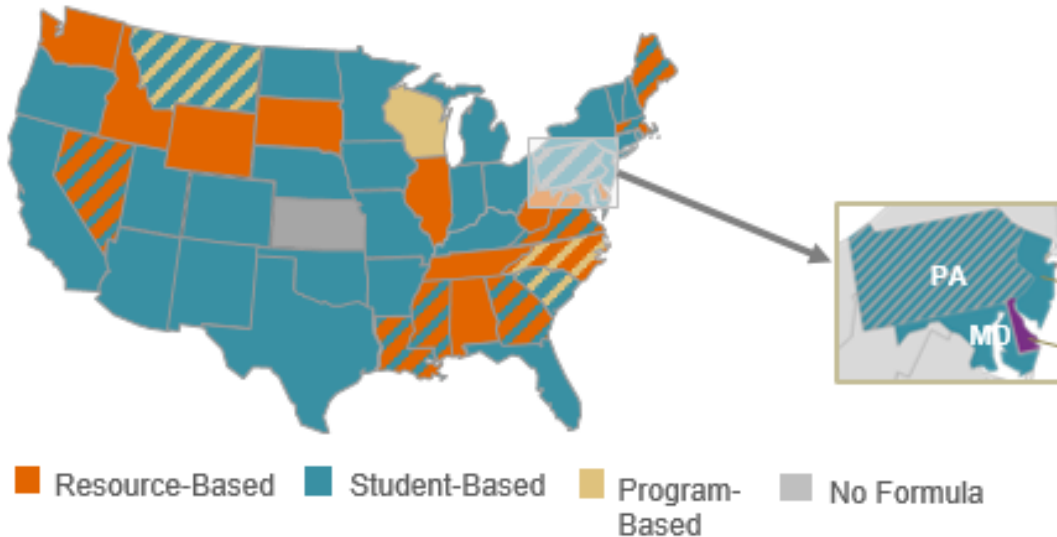 PA
MD
Resource-Based
Student-Based
Program-
Based
No Formula